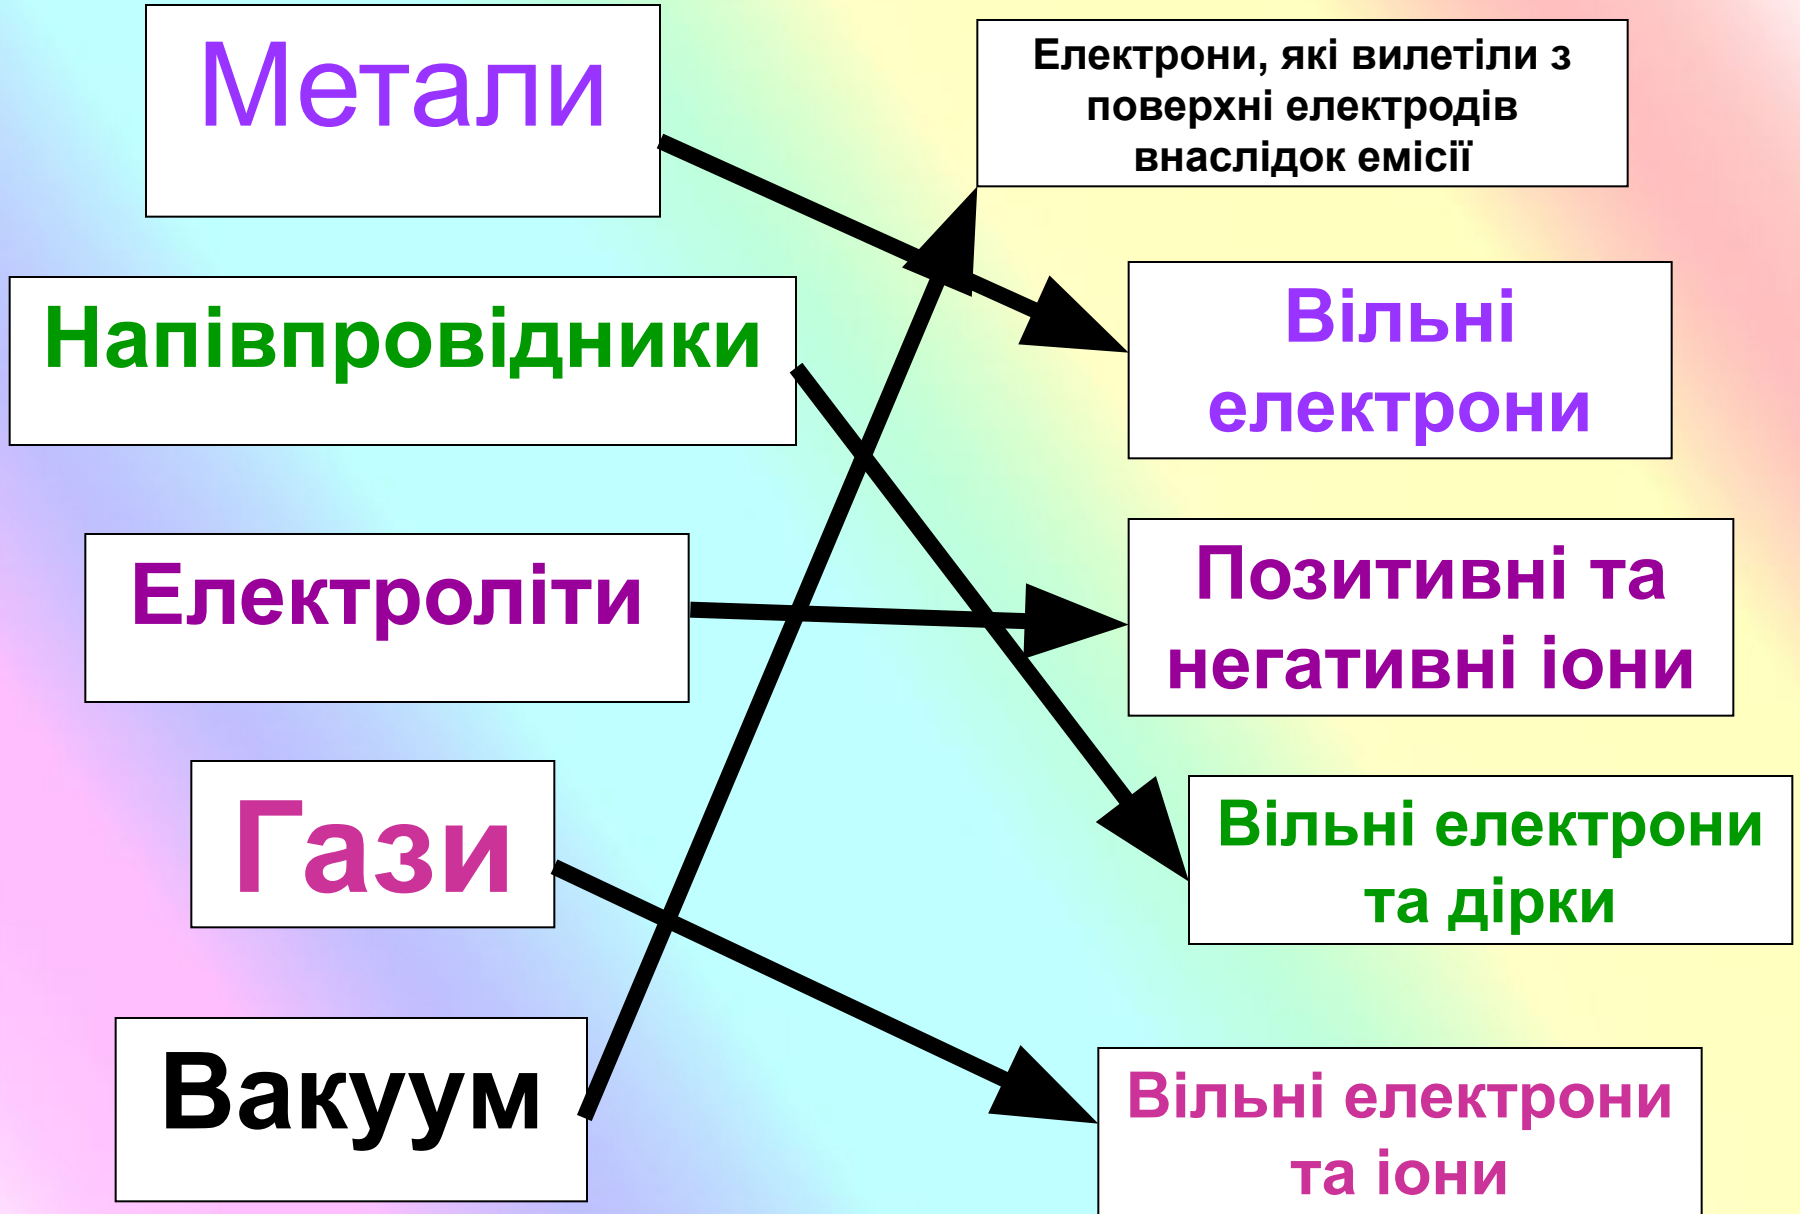 Метали
Напівпровідники
Електроліти
Гази
Вакуум
Електрони, які вилетіли з
поверхні електродів
внаслідок емісії
Вільні
електрони
Позитивні та
негативні іони
Вільні електрони
та дірки
Вільні електрони
та іони